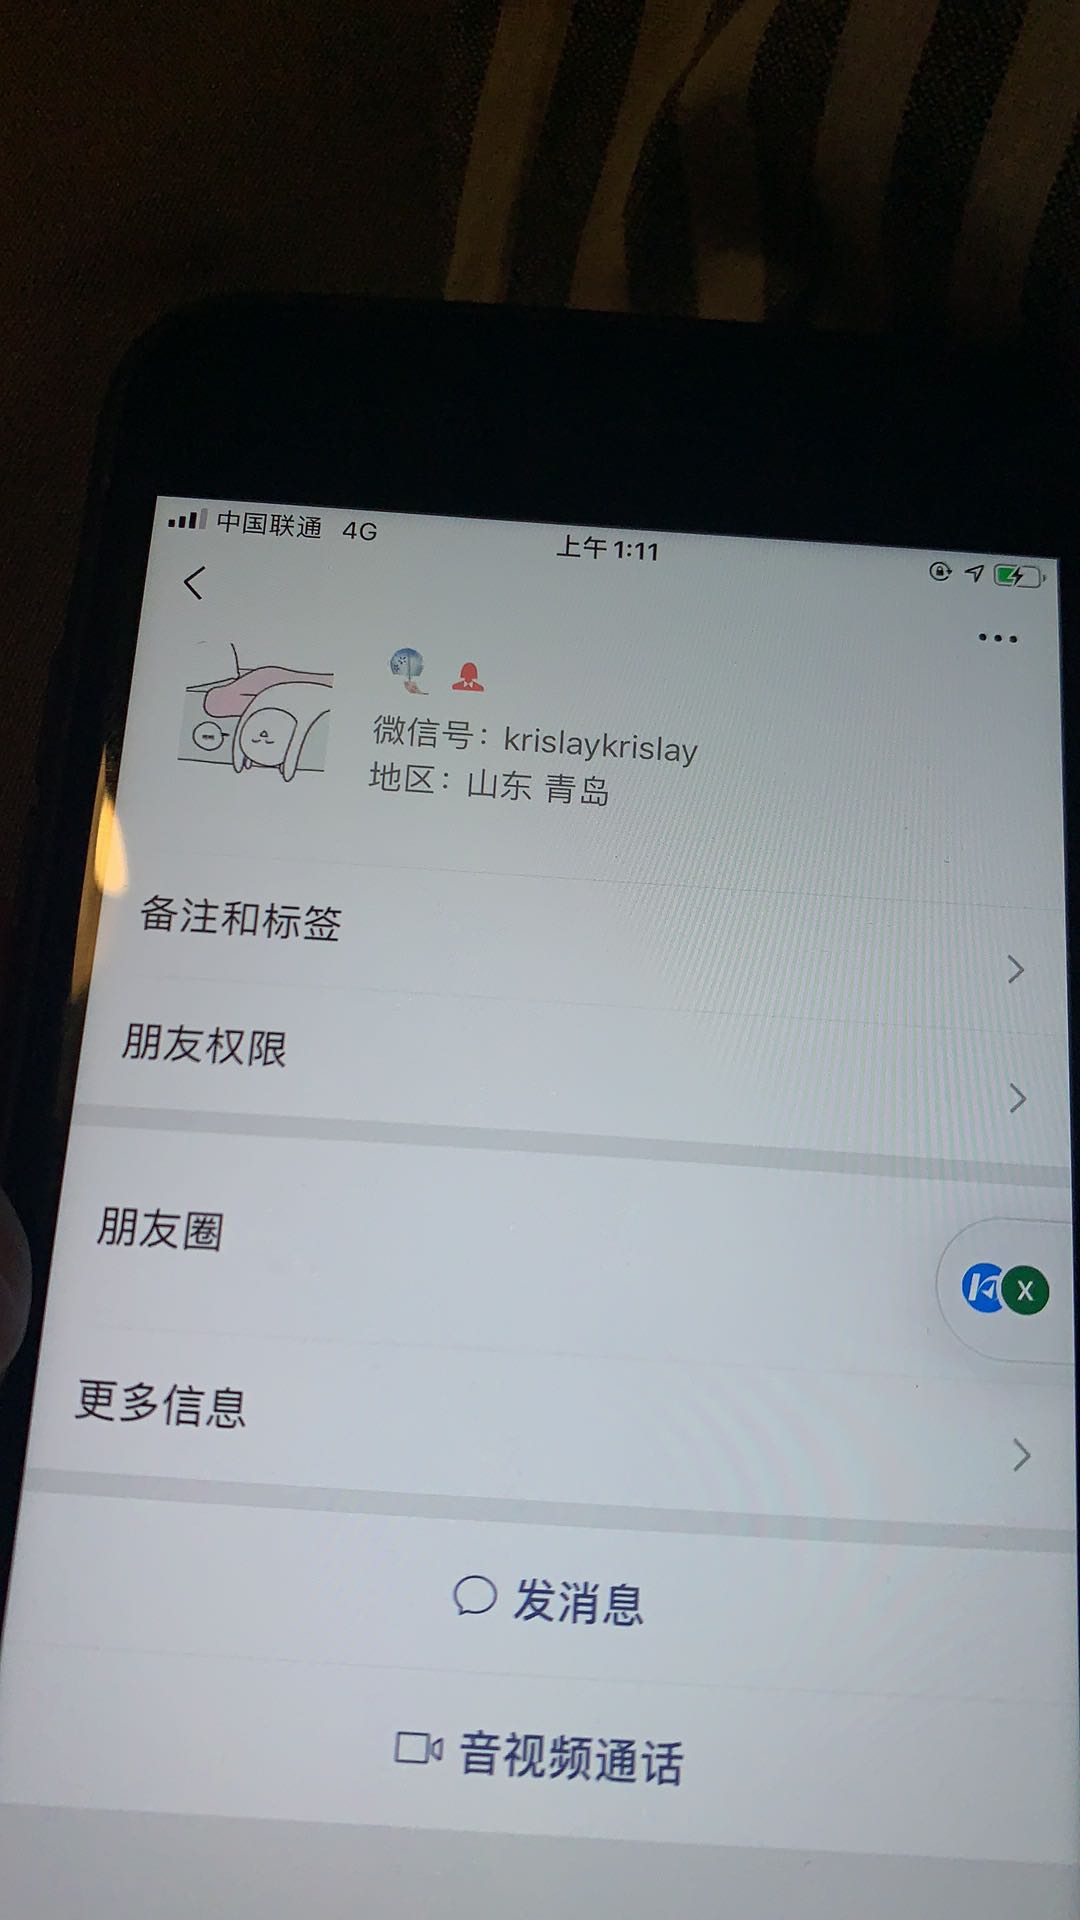 中国联通 4G
上午1:11
微信号：krislaykrislay
地区：山东 青岛
备注和标签
朋友权限
朋友圈
X
更多信息
发消息
音视频通话